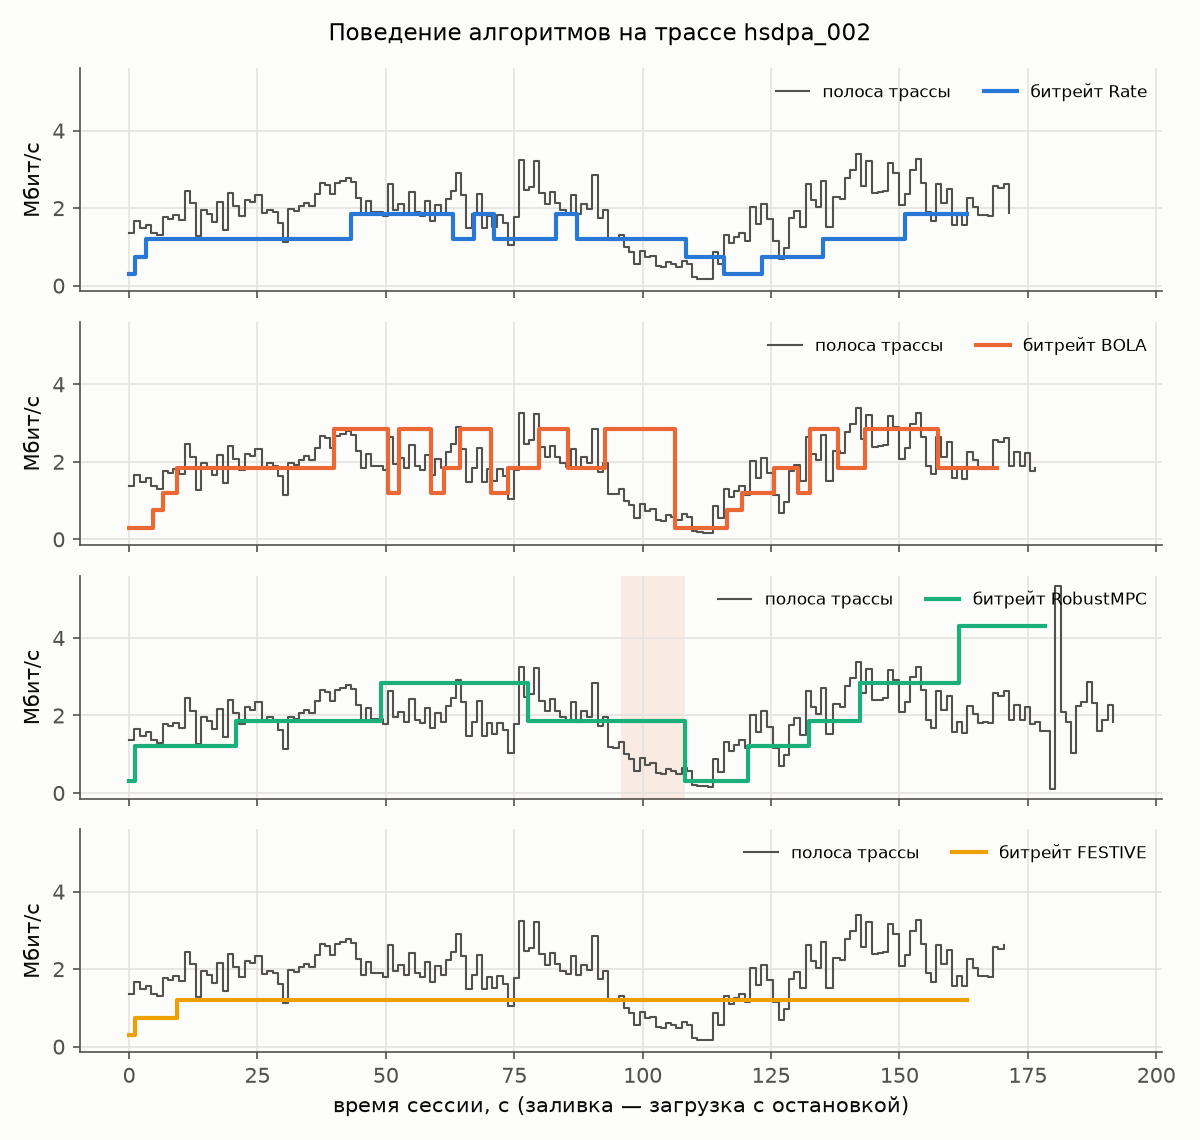 Поведение алгоритмов на трассе hsdpa_002
полоса трассы битрейт Rate
Мбит/с
4
2
0
полоса трассы битрейт BOLA
Мбит/с
4
2
0
полоса трассы битрейт RobustMPC
Мбит/с
4
2
0
полоса трассы битрейт FESTIVE
Мбит/с
4
2
0
0 25 50 75 100 125 150 175 200
время сессии, с (заливка — загрузка с остановкой)